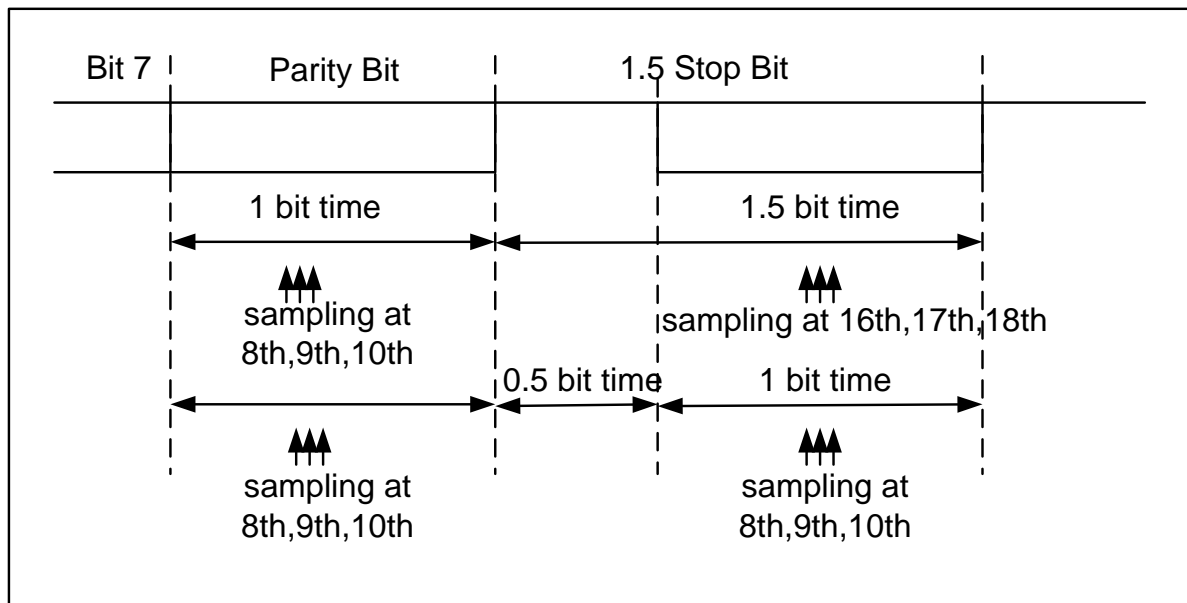 Bit 7
Parity Bit
1.5 Stop Bit
1 bit time
1.5 bit time
sampling at
8th,9th,10th
sampling at 16th,17th,18th
0.5 bit time
1 bit time
sampling at
8th,9th,10th
sampling at
8th,9th,10th